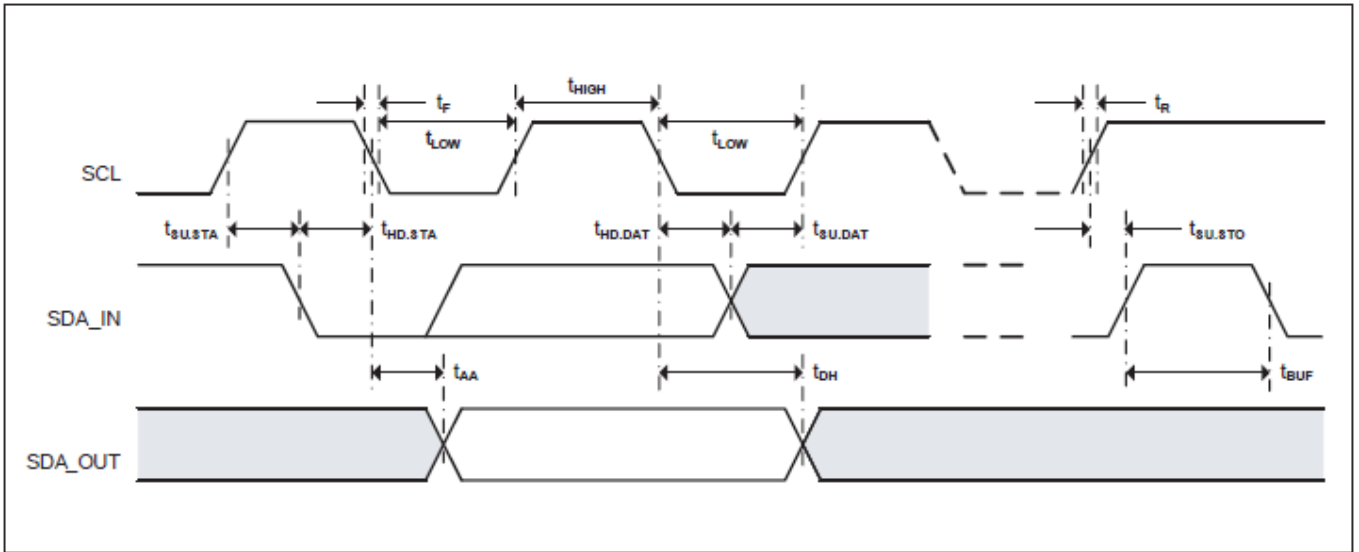 tF
tHIGH
tR
tLOW
tLOW
SCL
tSU.STA
tHD.STA
tHD.DAT
tSU.DAT
tSU.STO
SDA_IN
tAA
tDH
tBUF
SDA_OUT